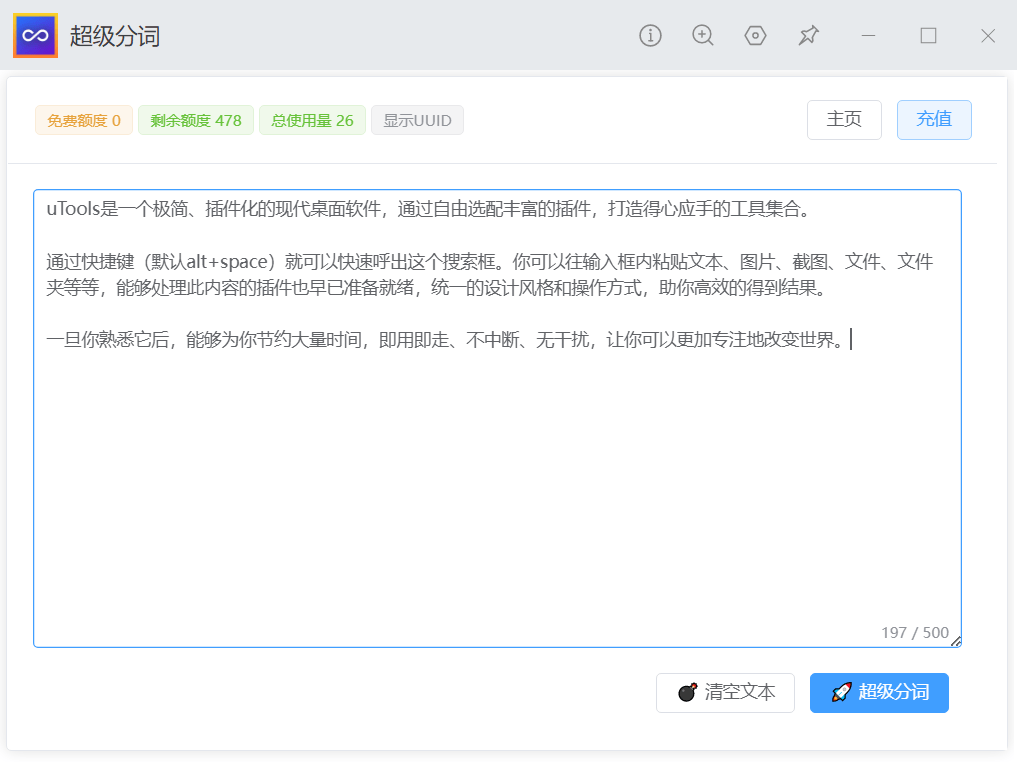 超级分词
免费额度 0 剩余额度 478 总使用量 26 显示UUID 主页 充值
uTools是一个极简、插件化的现代桌面软件，通过自由选配丰富的插件，打造得心应手的工具集合。
通过快捷键（默认alt+space）就可以快速呼出这个搜索框。你可以往输入框内粘贴文本、图片、截图、文件、文件
夹等等，能够处理此内容的插件也早已准备就绪，统一的设计风格和操作方式，助你高效的得到结果。
一旦你熟悉它后，能够为你节约大量时间，即用即走、不中断、无干扰，让你可以更加专注地改变世界。
197 / 500
清空文本 超级分词